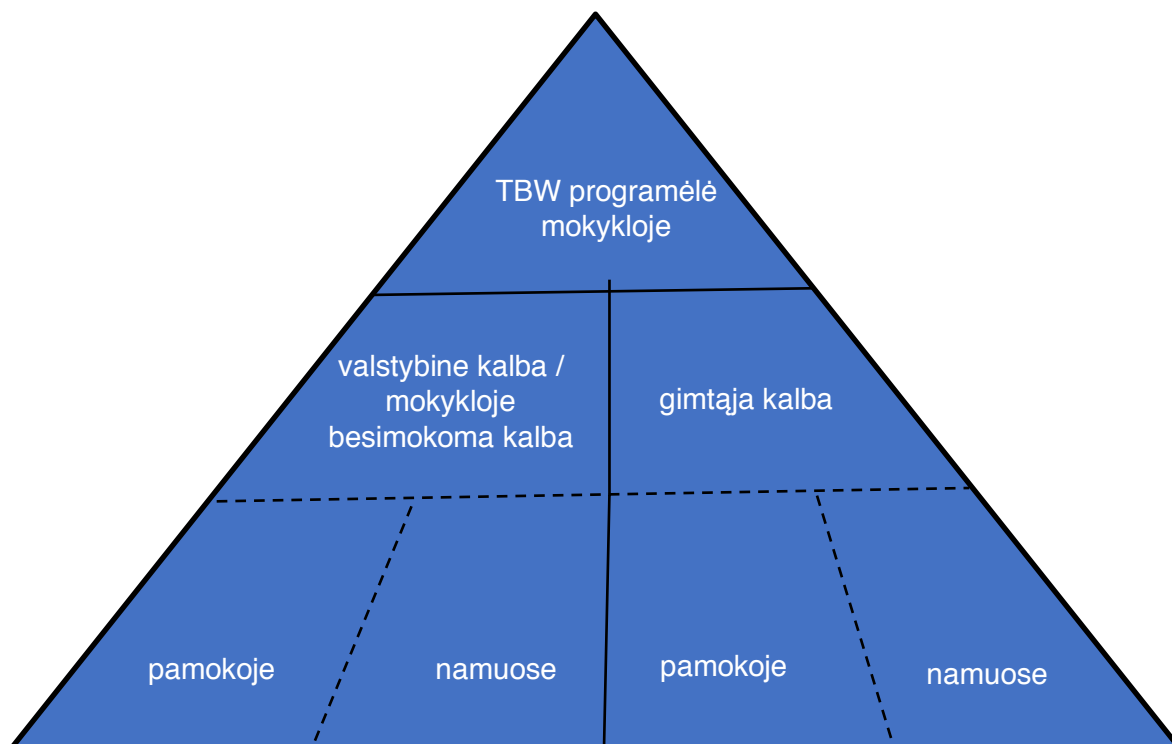 TBW programėlė
mokykloje
valstybine kalba /
mokykloje
besimokoma kalba
gimtąja kalba
pamokoje
namuose
pamokoje
namuose